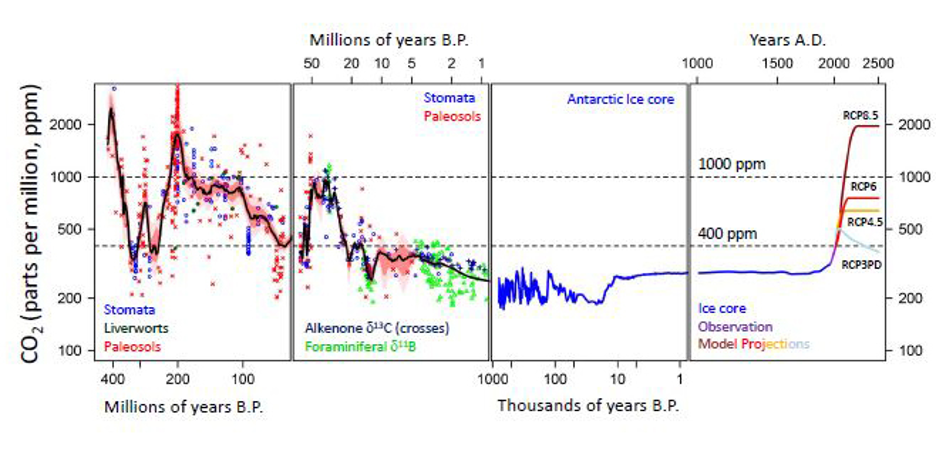 Millions of years B.P.
50 20 10 5 2 1
Years A.D.
1000 1500 2000 2500
CO2 (parts per million, ppm)
2000
1000
500
200
100
Stomata
Liverworts
Paleosols
400 200 100
Millions of years B.P.
Stomata
Paleosols
Alkenone δ¹³C (crosses)
Foraminiferal δ¹¹B
Antarctic Ice core
1000 100 10 1
Thousands of years B.P.
1000 ppm
400 ppm
RCP8.5
RCP6
RCP4.5
RCP3PD
Ice core
Observation
Model Projections
2000
1000
500
200
100